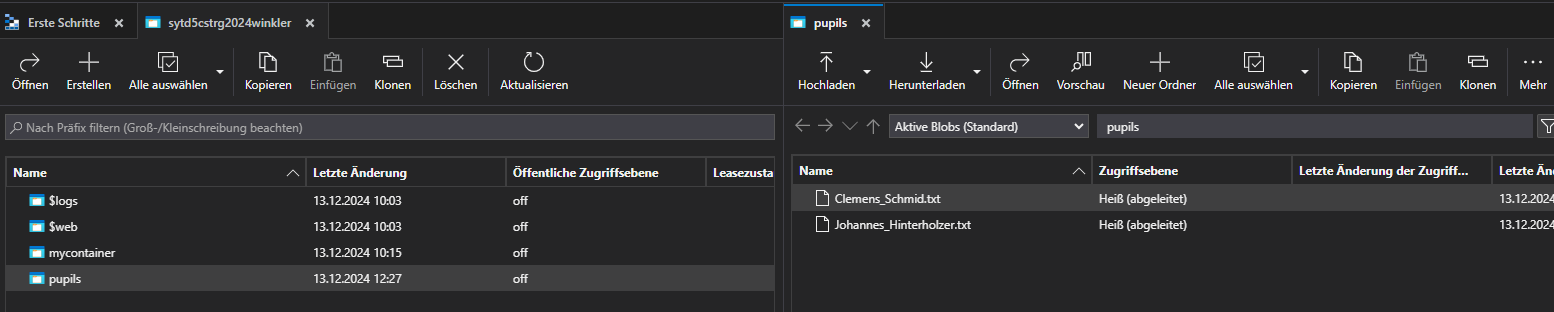 Erste Schritte
sytd5cstrg2024winkler
Öffnen Erstellen Alle auswählen Kopieren Einfügen Klonen Löschen Aktualisieren
Nach Präfix filtern (Groß-/Kleinschreibung beachten)
Name Letzte Änderung Öffentliche Zugriffsebene Leasezusta
$logs 13.12.2024 10:03 off
$web 13.12.2024 10:03 off
mycontainer 13.12.2024 10:15 off
pupils 13.12.2024 12:27 off
pupils
Hochladen Herunterladen Öffnen Vorschau Neuer Ordner Alle auswählen Kopieren Einfügen Klonen Mehr
Aktive Blobs (Standard) pupils
Name Zugriffsebene Letzte Änderung der Zugriff... Letzte Än
Clemens_Schmid.txt Heiß (abgeleitet) 13.12.2024
Johannes_Hinterholzer.txt Heiß (abgeleitet) 13.12.2024